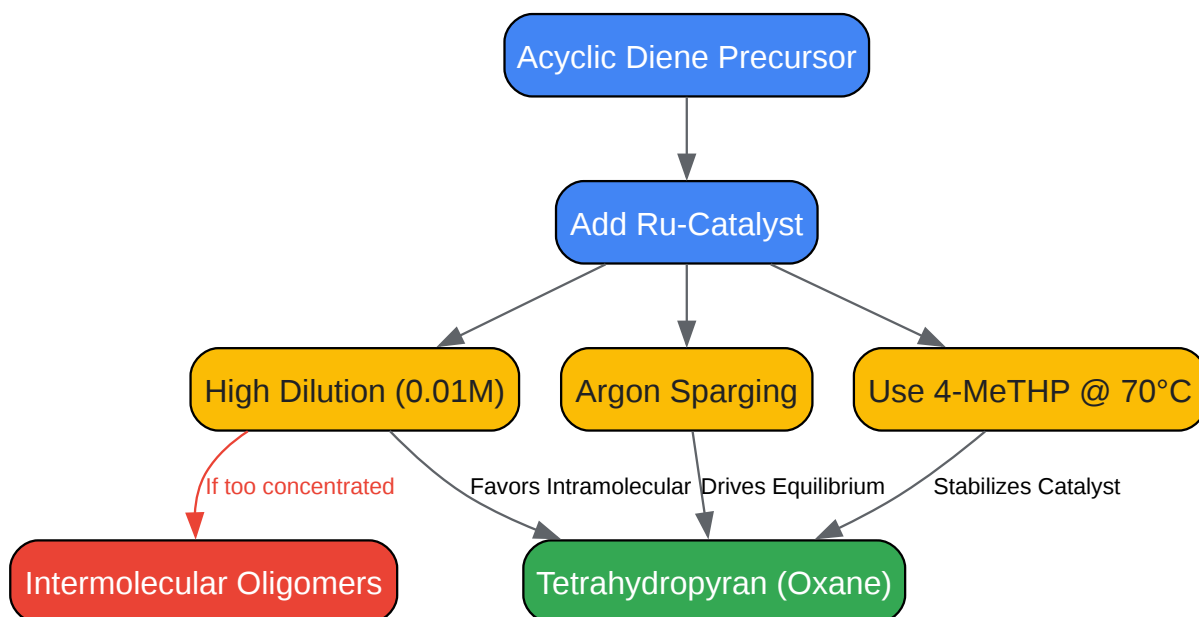 Acyclic Diene Precursor
Add Ru-Catalyst
High Dilution (0.01M)
Argon Sparging
Use 4-MeTHP @ 70°C
If too concentrated
Favors Intramolecular
Drives Equilibrium
Stabilizes Catalyst
Intermolecular Oligomers
Tetrahydropyran (Oxane)